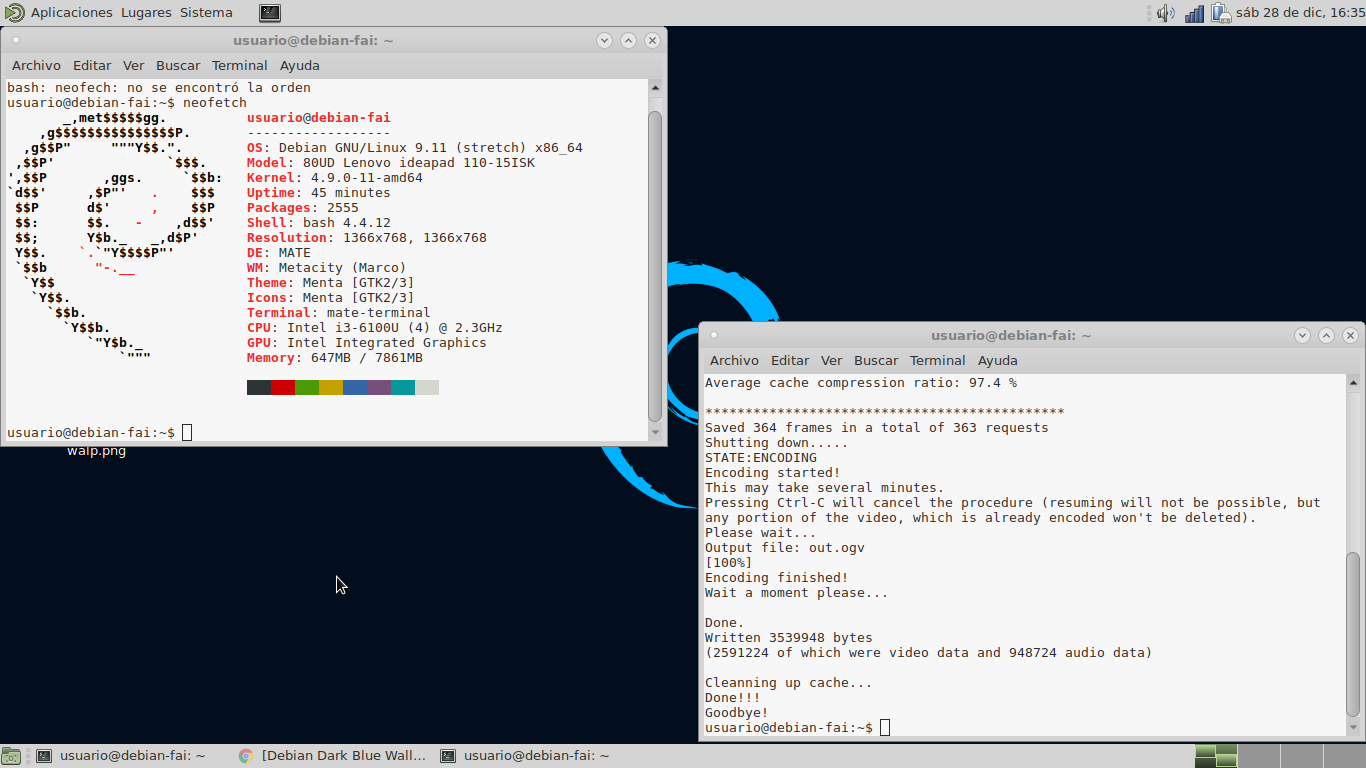 Aplicaciones Lugares Sistema
sáb 28 de dic, 16:35
usuario@debian-fai: ~
Archivo Editar Ver Buscar Terminal Ayuda
bash: neofech: no se encontró la orden
usuario@debian-fai:~$ neofetch
_,met$$$$$gg.
,g$$$$$$$$$$$$$$$P.
,g$$P"     """Y$$.".
,$$P'              `$$$.
',$$P       ,ggs.     `$$b:
`d$$'     ,$P"'   .    $$$
$$P      d$'     ,    $$P
$$:      $$.   -    ,d$$'
$$;      Y$b._   _,d$P'
Y$$.    `.`"Y$$$$P"'
`$$b      "-.__
`Y$$
`Y$$.
`$$b.
`Y$$b.
`"Y$b._
`"""
usuario@debian-fai
------------------
OS: Debian GNU/Linux 9.11 (stretch) x86_64
Model: 80UD Lenovo ideapad 110-15ISK
Kernel: 4.9.0-11-amd64
Uptime: 45 minutes
Packages: 2555
Shell: bash 4.4.12
Resolution: 1366x768, 1366x768
DE: MATE
WM: Metacity (Marco)
Theme: Menta [GTK2/3]
Icons: Menta [GTK2/3]
Terminal: mate-terminal
CPU: Intel i3-6100U (4) @ 2.3GHz
GPU: Intel Integrated Graphics
Memory: 647MB / 7861MB
usuario@debian-fai:~$
walp.png
usuario@debian-fai: ~
Archivo Editar Ver Buscar Terminal Ayuda
Average cache compression ratio: 97.4 %
*********************************************
Saved 364 frames in a total of 363 requests
Shutting down.....
STATE:ENCODING
Encoding started!
This may take several minutes.
Pressing Ctrl-C will cancel the procedure (resuming will not be possible, but
any portion of the video, which is already encoded won't be deleted).
Please wait...
Output file: out.ogv
[100%]
Encoding finished!
Wait a moment please...
Done.
Written 3539948 bytes
(2591224 of which were video data and 948724 audio data)
Cleanning up cache...
Done!!!
Goodbye!
usuario@debian-fai:~$
usuario@debian-fai: ~
[Debian Dark Blue Wall...
usuario@debian-fai: ~